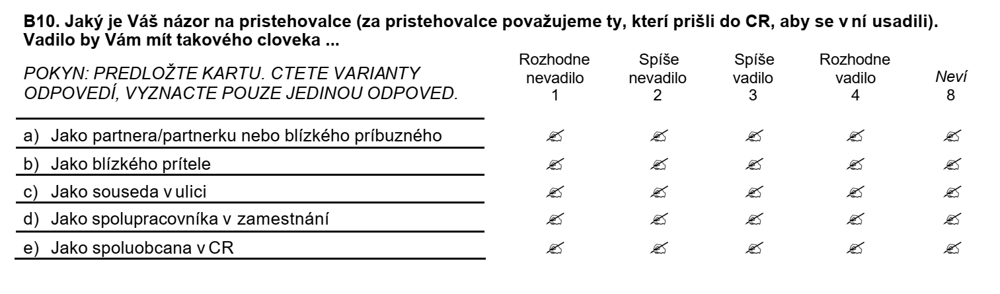 B10. Jaký je Váš názor na pristehovalce (za pristehovalce považujeme ty, kterí prišli do CR, aby se v ní usadili).
Vadilo by Vám mít takového cloveka ...
POKYN: PREDLOŽTE KARTU. CTETE VARIANTY
ODPOVEDÍ, VYZNACTE POUZE JEDINOU ODPOVED.
Rozhodne nevadilo 1
Spíše nevadilo 2
Spíše vadilo 3
Rozhodne vadilo 4
Neví 8
a) Jako partnera/partnerku nebo blízkého príbuzného
b) Jako blízkého prítele
c) Jako souseda v ulici
d) Jako spolupracovníka v zamestnání
e) Jako spoluobcana v CR